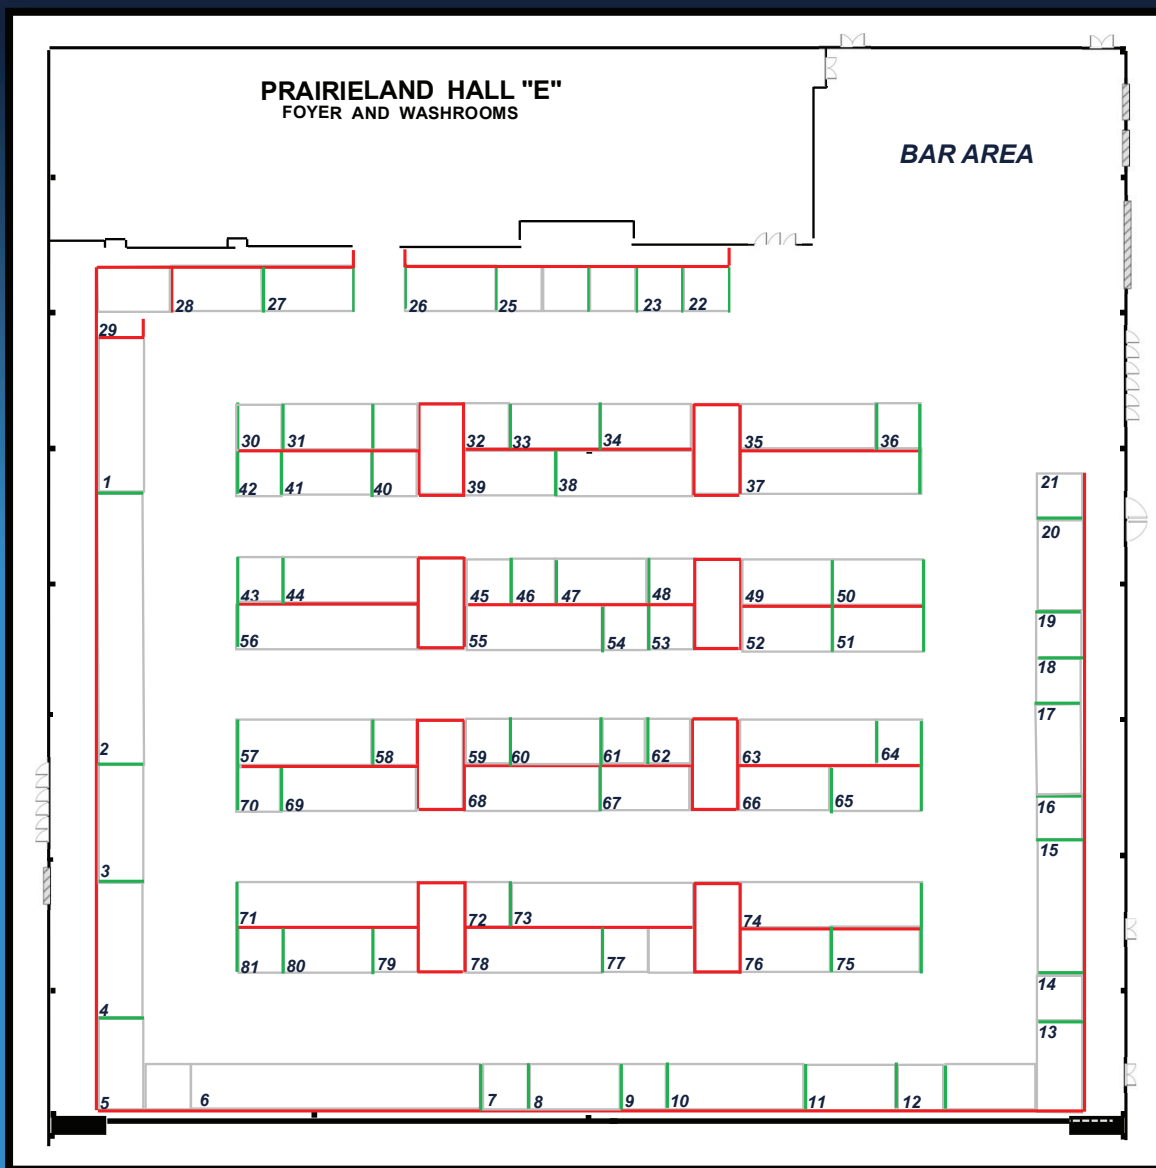 PRAIRIELAND HALL "E"
FOYER AND WASHROOMS
BAR AREA
28 27 26 25 23 22
29
30 31 32 33 34 35 36
42 41 40 39 38 37
1
21
20
43 44 45 46 47 48 49 50
56 55 54 53 52 51
19
18
17
2
57 58 59 60 61 62 63 64
70 69 68 67 66 65
16
15
3
71 72 73 74
81 80 79 78 77 76 75
14
4
13
5 6 7 8 9 10 11 12